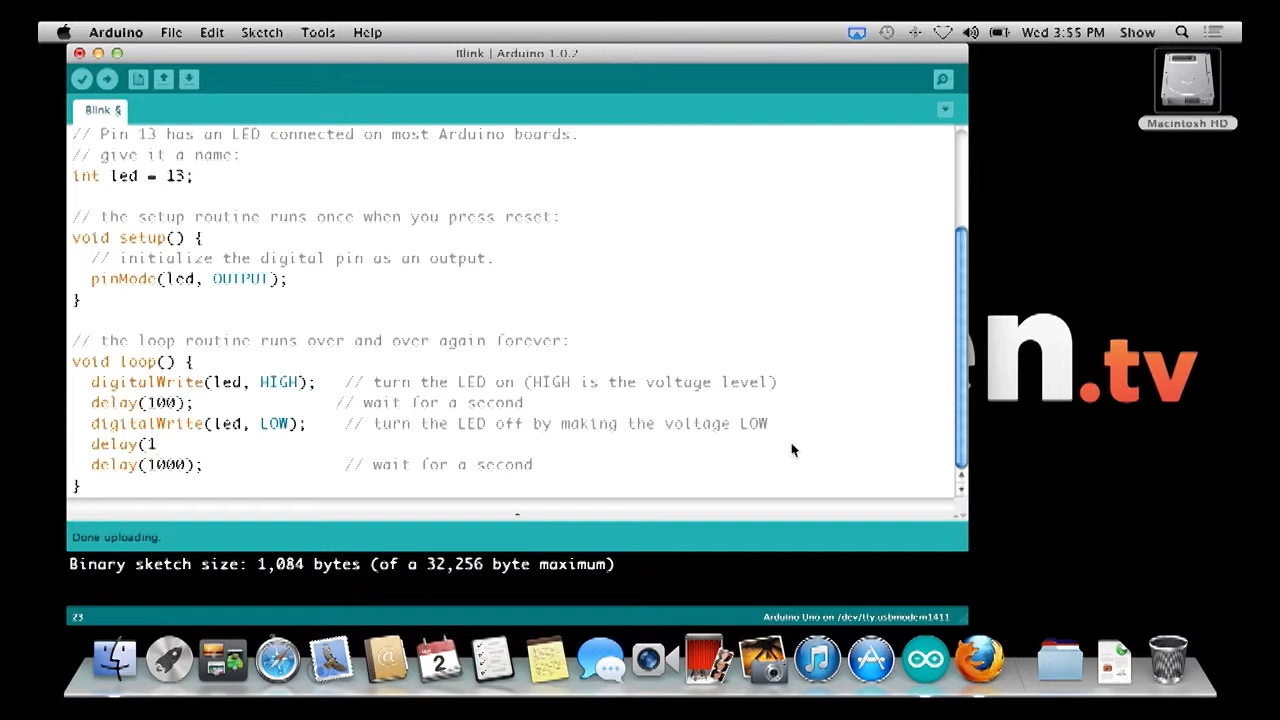 Arduino File Edit Sketch Tools Help Wed 3:55 PM Show
Blink | Arduino 1.0.2
Blink §
// Pin 13 has an LED connected on most Arduino boards.
// give it a name:
int led = 13;
// the setup routine runs once when you press reset:
void setup() {
// initialize the digital pin as an output.
pinMode(led, OUTPUT);
}
// the loop routine runs over and over again forever:
void loop() {
digitalWrite(led, HIGH); // turn the LED on (HIGH is the voltage level)
delay(100); // wait for a second
digitalWrite(led, LOW); // turn the LED off by making the voltage LOW
delay(1
delay(1000); // wait for a second
}
Done uploading.
Binary sketch size: 1,084 bytes (of a 32,256 byte maximum)
23 Arduino Uno on /dev/tty.usbmodem1411
Macintosh HD
en.tv
2